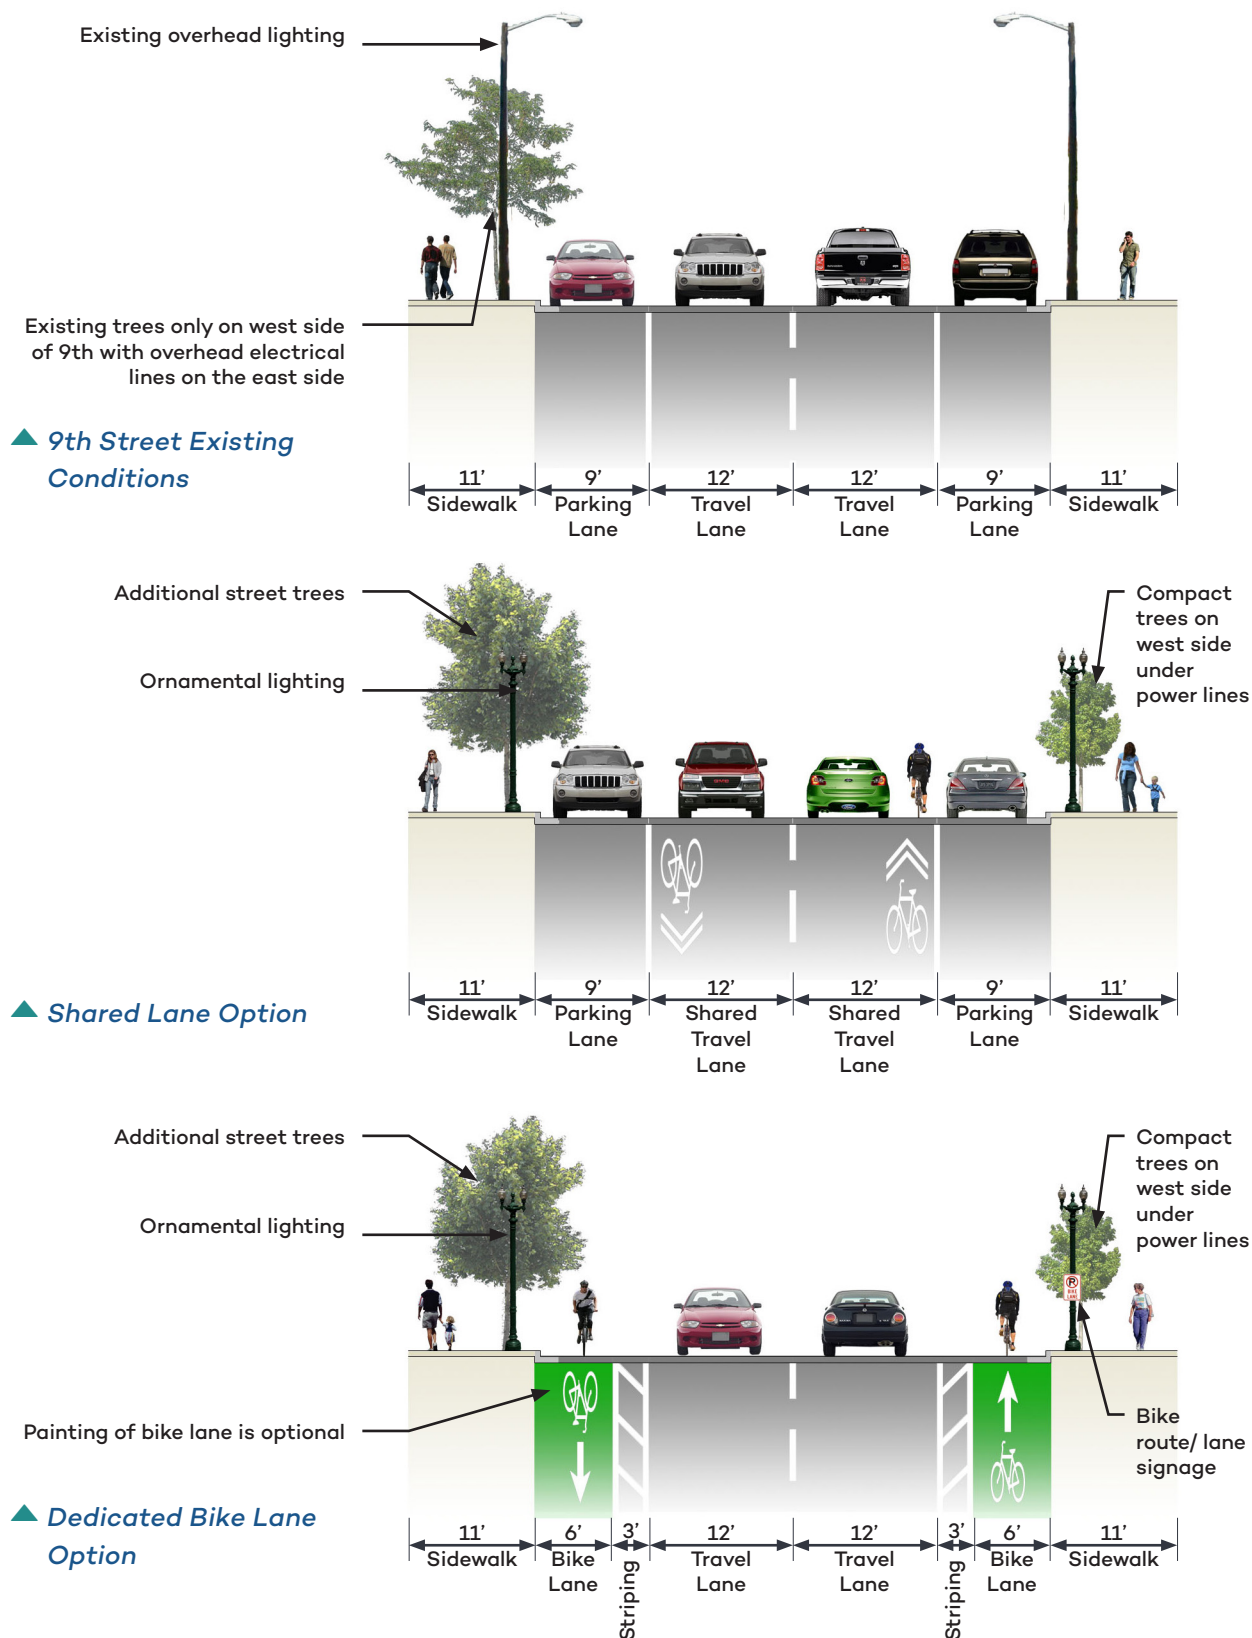 Existing overhead lighting
Existing trees only on west side
of 9th with overhead electrical
lines on the east side
9th Street Existing
Conditions
11’ 9’ 12’ 12’ 9’ 11’
Sidewalk Parking Travel Travel Parking Sidewalk
Lane Lane Lane Lane
Additional street trees
Ornamental lighting
Compact
trees on
west side
under
power lines
Shared Lane Option
11’ 9’ 12’ 12’ 9’ 11’
Sidewalk Parking Shared Shared Parking Sidewalk
Lane Travel Travel Lane
Lane Lane
Additional street trees
Ornamental lighting
Compact
trees on
west side
under
power lines
BIKE
LANE
Painting of bike lane is optional
Bike
route/ lane
signage
Dedicated Bike Lane
Option
11’ 6’ 3’ 12’ 12’ 3’ 6’ 11’
Sidewalk Bike Striping Travel Travel Striping Bike Sidewalk
Lane Lane Lane Lane